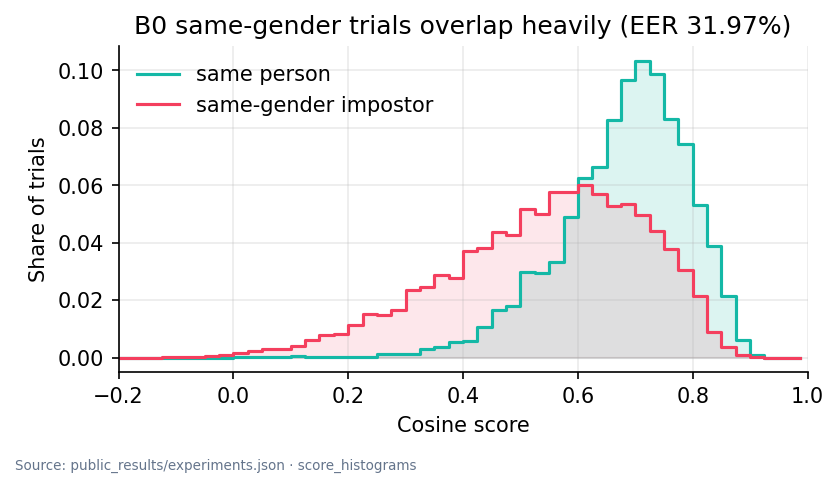 B0 same-gender trials overlap heavily (EER 31.97%)
same person
same-gender impostor
Share of trials
0.10
0.08
0.06
0.04
0.02
0.00
−0.2 0.0 0.2 0.4 0.6 0.8 1.0
Cosine score
Source: public_results/experiments.json · score_histograms